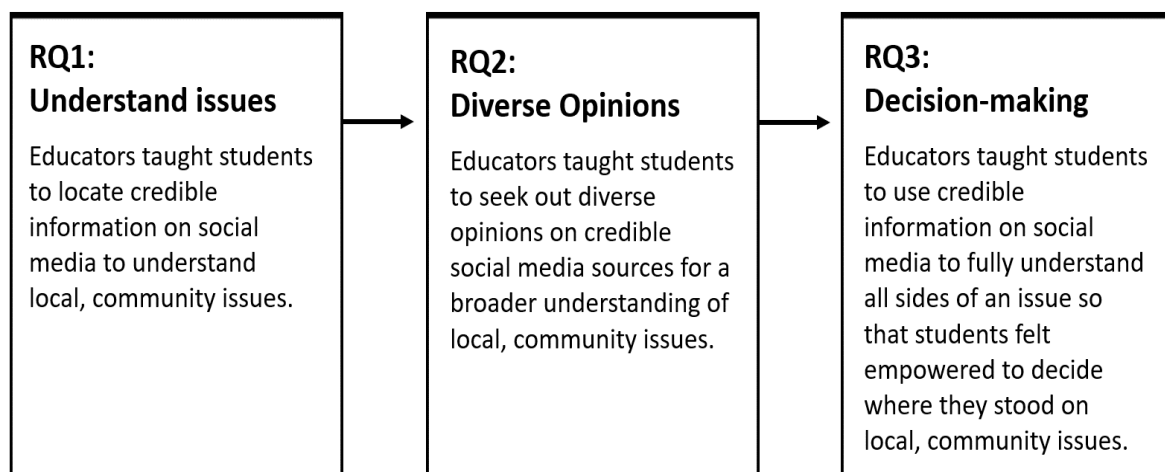 RQ1:
Understand issues
Educators taught students
to locate credible
information on social
media to understand
local, community issues.
RQ2:
Diverse Opinions
Educators taught students
to seek out diverse
opinions on credible
social media sources for a
broader understanding of
local, community issues.
RQ3:
Decision-making
Educators taught students
to use credible
information on social
media to fully understand
all sides of an issue so
that students felt
empowered to decide
where they stood on
local, community issues.